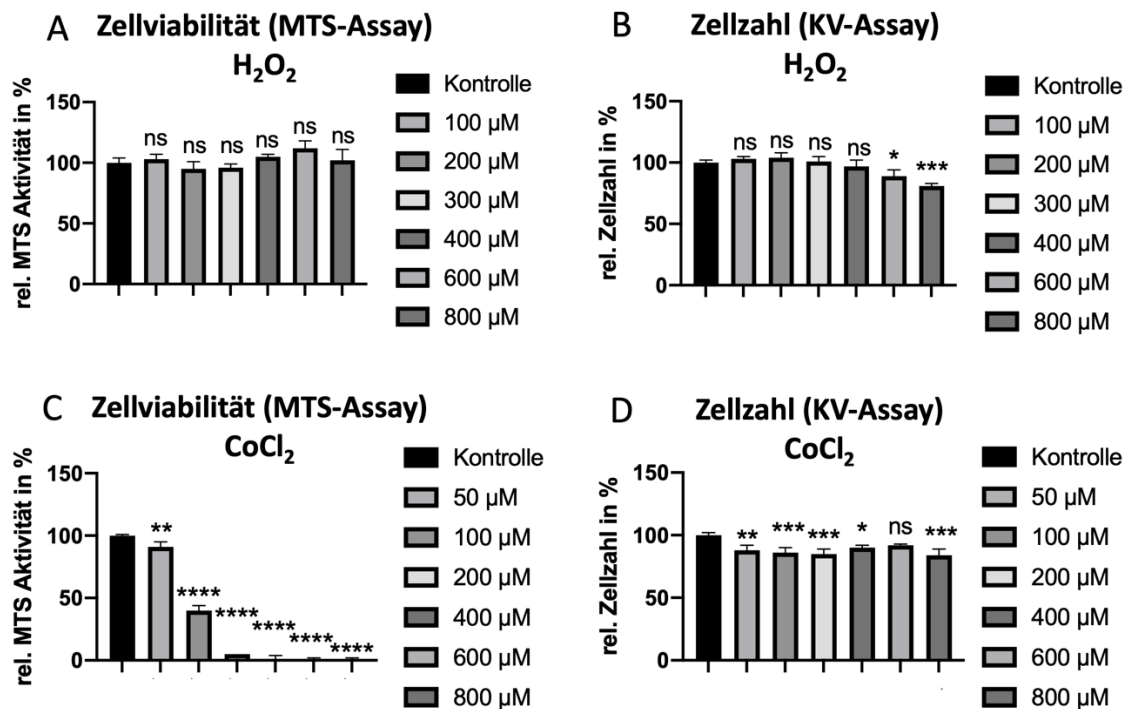 A Zellviabilität (MTS-Assay)
H₂O₂
rel. MTS Aktivität in %
150
100
50
0
ns ns ns ns ns ns
Kontrolle
100 µM
200 µM
300 µM
400 µM
600 µM
800 µM
B Zellzahl (KV-Assay)
H₂O₂
rel. Zellzahl in %
150
100
50
0
ns ns ns ns * ***
Kontrolle
100 µM
200 µM
300 µM
400 µM
600 µM
800 µM
C Zellviabilität (MTS-Assay)
CoCl₂
rel. MTS Aktivität in %
150
100
50
0
** **** **** **** **** ****
Kontrolle
50 µM
100 µM
200 µM
400 µM
600 µM
800 µM
D Zellzahl (KV-Assay)
CoCl₂
rel. Zellzahl in %
150
100
50
0
** *** *** * ns ***
Kontrolle
50 µM
100 µM
200 µM
400 µM
600 µM
800 µM